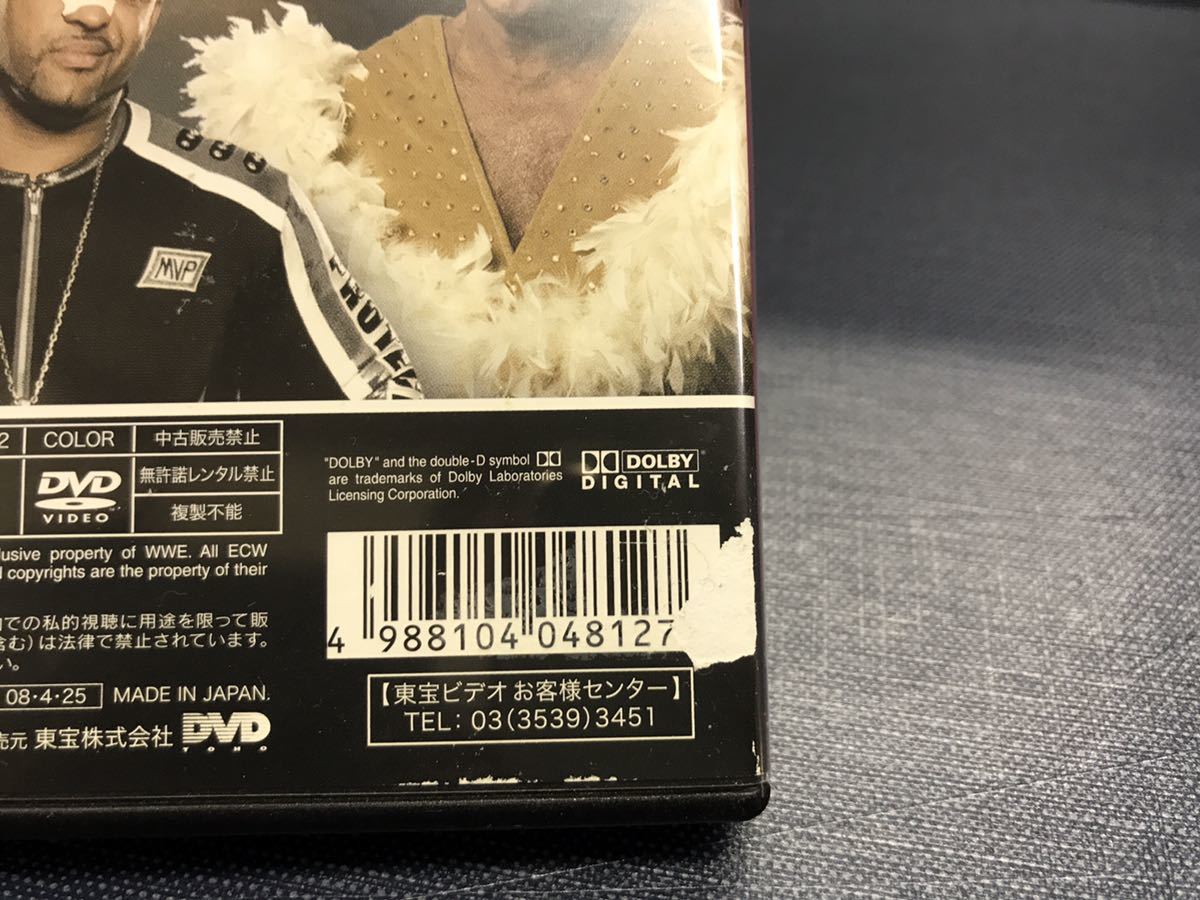 MVP
2 COLOR 中古販売禁止
DVD
VIDEO
無許諾レンタル禁止
複製不能
"DOLBY" and the double-D symbol
are trademarks of Dolby Laboratories
Licensing Corporation.
DOLBY
DIGITAL
lusive property of WWE. All ECW
copyrights are the property of their
での私的視聴に用途を限って販
含む)は法律で禁止されています。
い。
08・4・25 MADE IN JAPAN.
売元 東宝株式会社 DVD
TOHO
4 988104 048127
【東宝ビデオ お客様センター】
TEL: 03(3539)3451